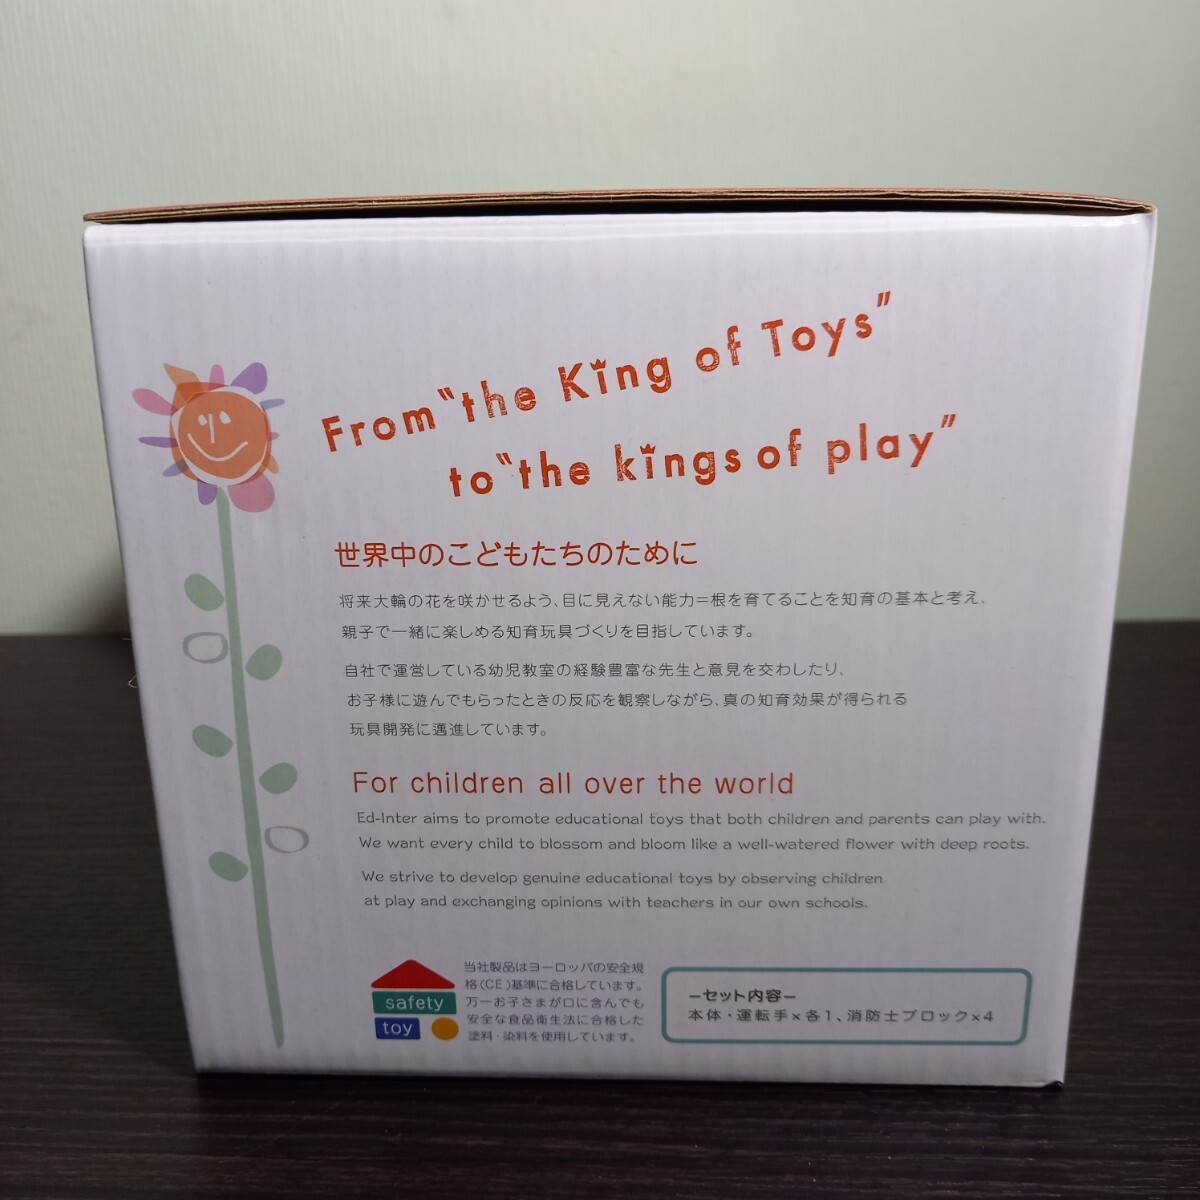 From "the King of Toys"
to "the kings of play"
世界中のこどもたちのために
将来大輪の花を咲かせるよう、目に見えない能力=根を育てることを知育の基本と考え、
親子で一緒に楽しめる知育玩具づくりを目指しています。
自社で運営している幼児教室の経験豊富な先生と意見を交わしたり、
お子様に遊んでもらったときの反応を観察しながら、真の知育効果が得られる
玩具開発に邁進しています。
For children all over the world
Ed-Inter aims to promote educational toys that both children and parents can play with.
We want every child to blossom and bloom like a well-watered flower with deep roots.
We strive to develop genuine educational toys by observing children
at play and exchanging opinions with teachers in our own schools.
safety
toy
当社製品はヨーロッパの安全規
格(CE)基準に合格しています。
万一お子さまが口に含んでも
安全な食品衛生法に合格した
塗料・染料を使用しています。
−セット内容−
本体・運転手×各1、消防士ブロック×4